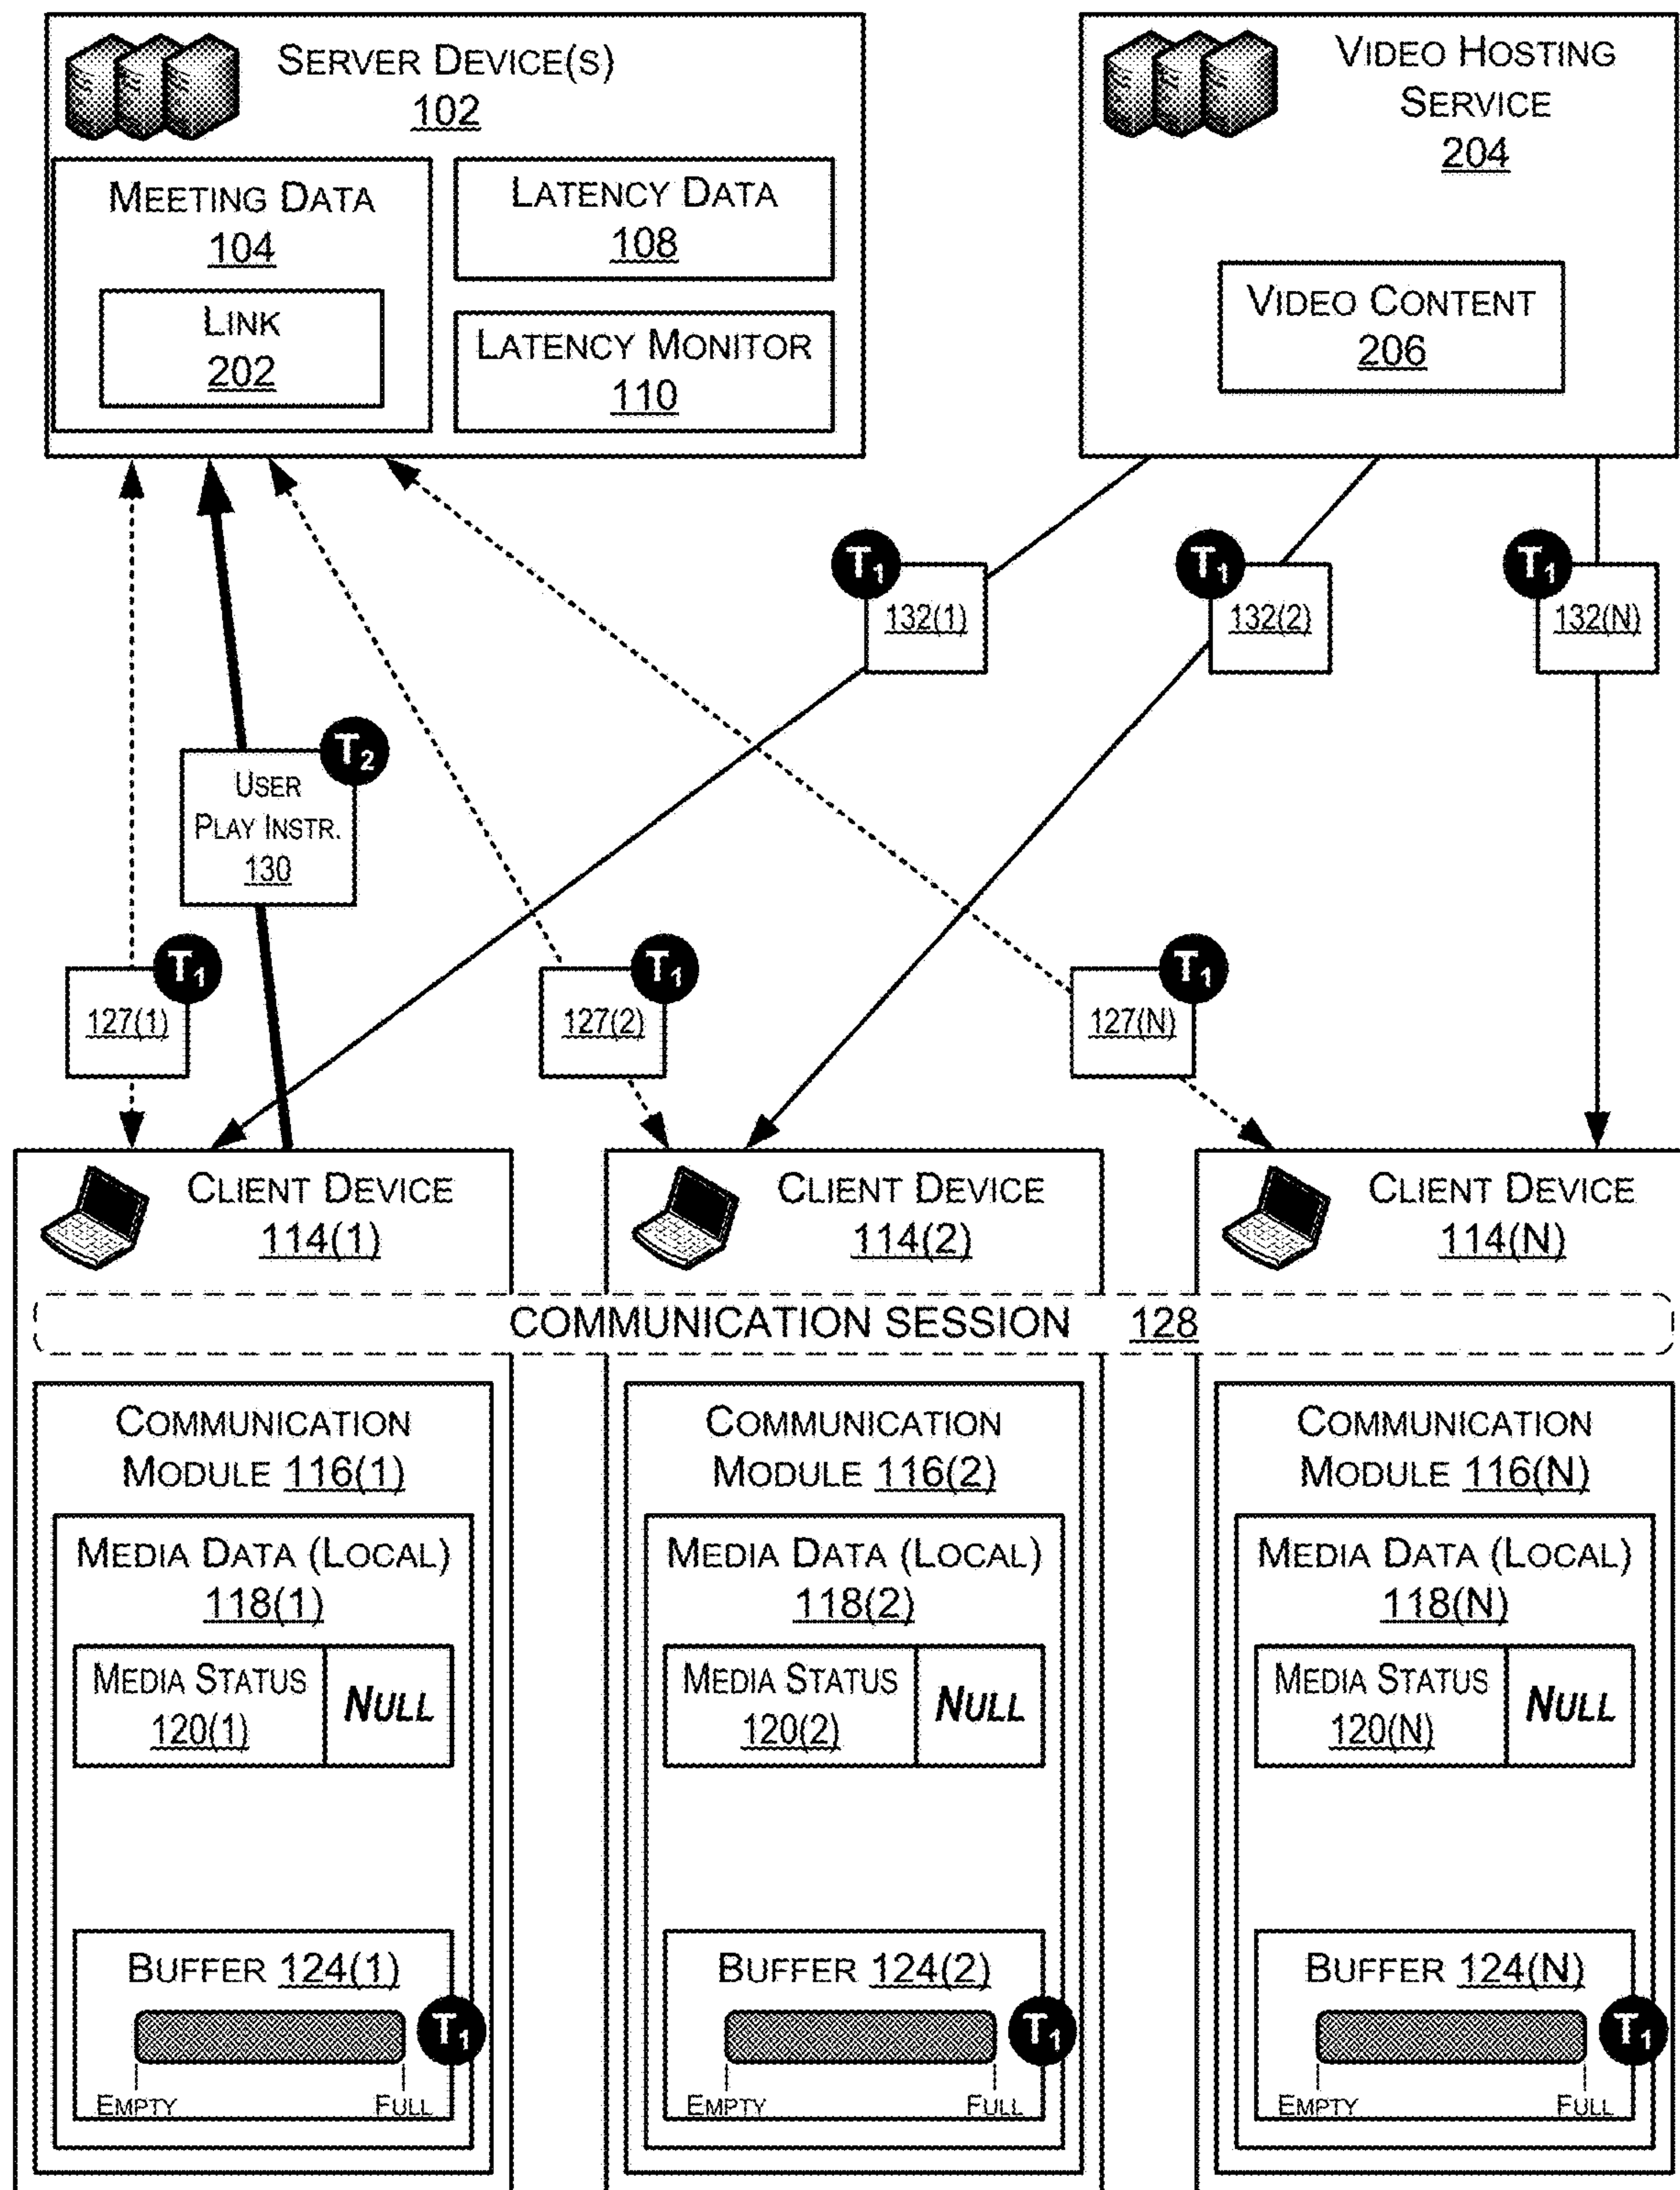 SERVER DEVICE(S)
102
MEETING DATA
104
LINK
202
LATENCY DATA
108
LATENCY MONITOR
110
VIDEO HOSTING
SERVICE
204
VIDEO CONTENT
206
T1
132(1)
T1
132(2)
T1
132(N)
T2
USER
PLAY INSTR.
130
T1
127(1)
T1
127(2)
T1
127(N)
CLIENT DEVICE
114(1)
CLIENT DEVICE
114(2)
CLIENT DEVICE
114(N)
COMMUNICATION SESSION 128
COMMUNICATION
MODULE 116(1)
MEDIA DATA (LOCAL)
118(1)
MEDIA STATUS
120(1)
NULL
BUFFER 124(1)
T1
EMPTY FULL
COMMUNICATION
MODULE 116(2)
MEDIA DATA (LOCAL)
118(2)
MEDIA STATUS
120(2)
NULL
BUFFER 124(2)
T1
EMPTY FULL
COMMUNICATION
MODULE 116(N)
MEDIA DATA (LOCAL)
118(N)
MEDIA STATUS
120(N)
NULL
BUFFER 124(N)
T1
EMPTY FULL